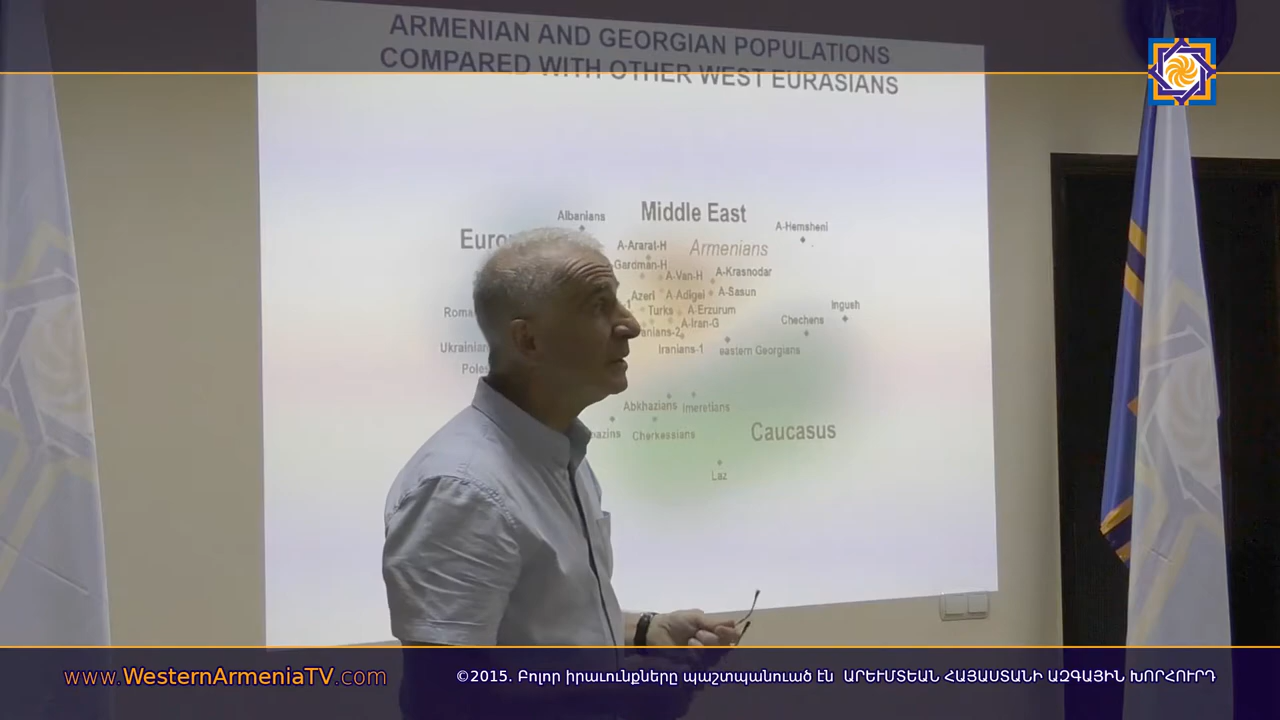 ARMENIAN AND GEORGIAN POPULATIONS
COMPARED WITH OTHER WEST EURASIANS
Middle East
Albanians
A-Hemsheni
Armenians
A-Ararat-H
Gardman-H
A-Van-H
A-Krasnodar
Azeri
A-Adigei
A-Sasun
Turks
A-Erzurum
Ingush
Chechens
A-Iran-G
Iranians-1
eastern Georgians
Abkhazians
Imeretians
Cherkessians
Caucasus
Laz
www.WesternArmeniaTV.com
©2015. Բոլոր իրաւունքները պաշտպանուած էն ԱՐԵՒՄՏԵԱՆ ՀԱՅԱՍՏԱՆԻ ԱԶԳԱՅԻՆ ԽՈՐՀՈՒՐԴ